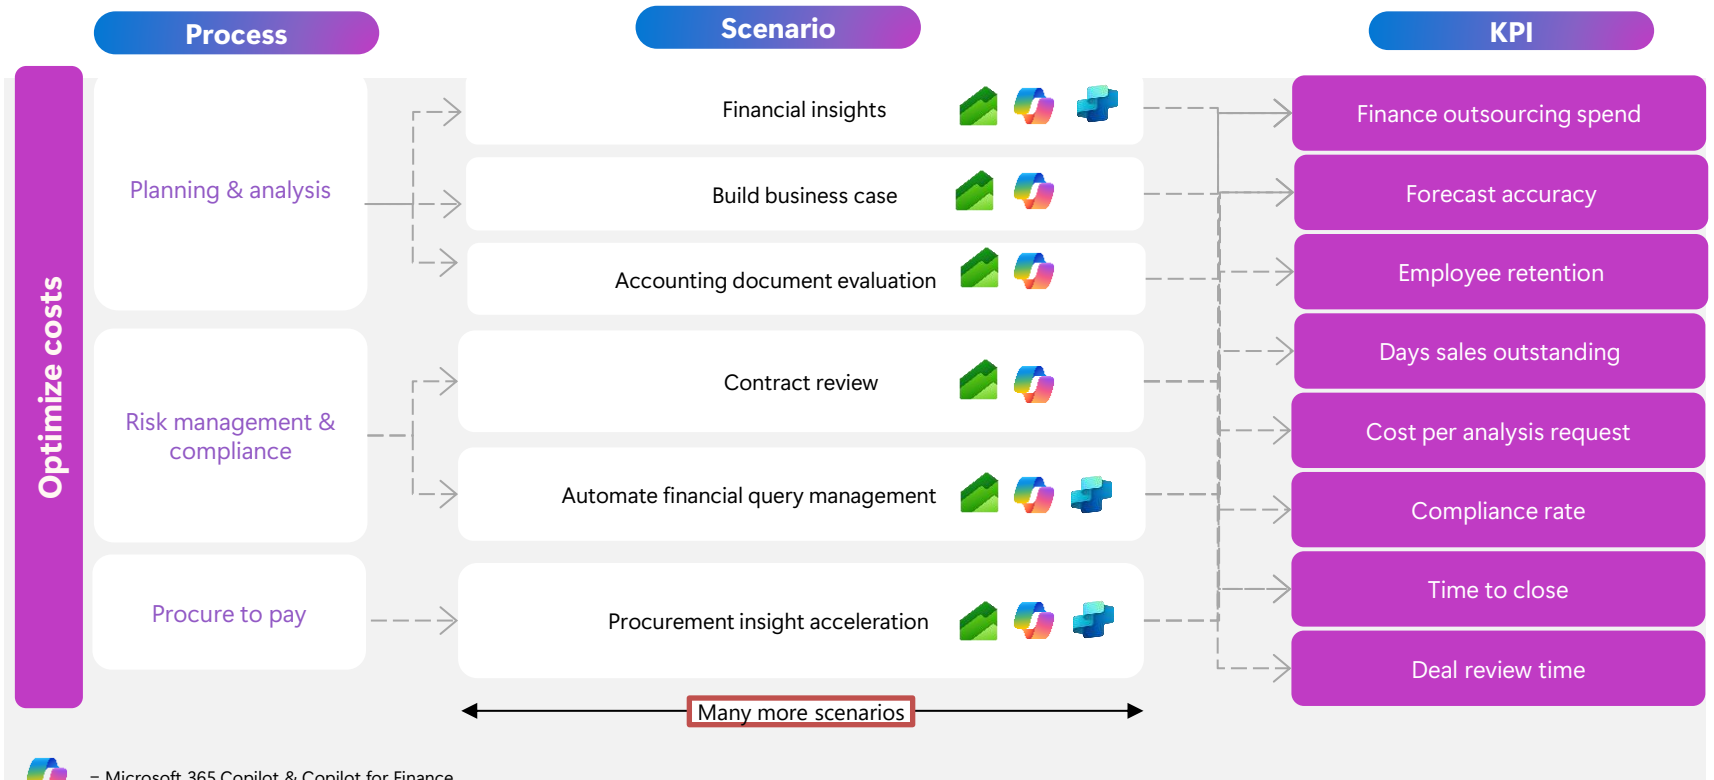 Process
Scenario
KPI
Optimize costs
Planning & analysis
Risk management &
compliance
Procure to pay
Financial insights
Build business case
Accounting document evaluation
Contract review
Automate financial query management
Procurement insight acceleration
Many more scenarios
Finance outsourcing spend
Forecast accuracy
Employee retention
Days sales outstanding
Cost per analysis request
Compliance rate
Time to close
Deal review time
= Microsoft 365 Copilot & Copilot for Finance